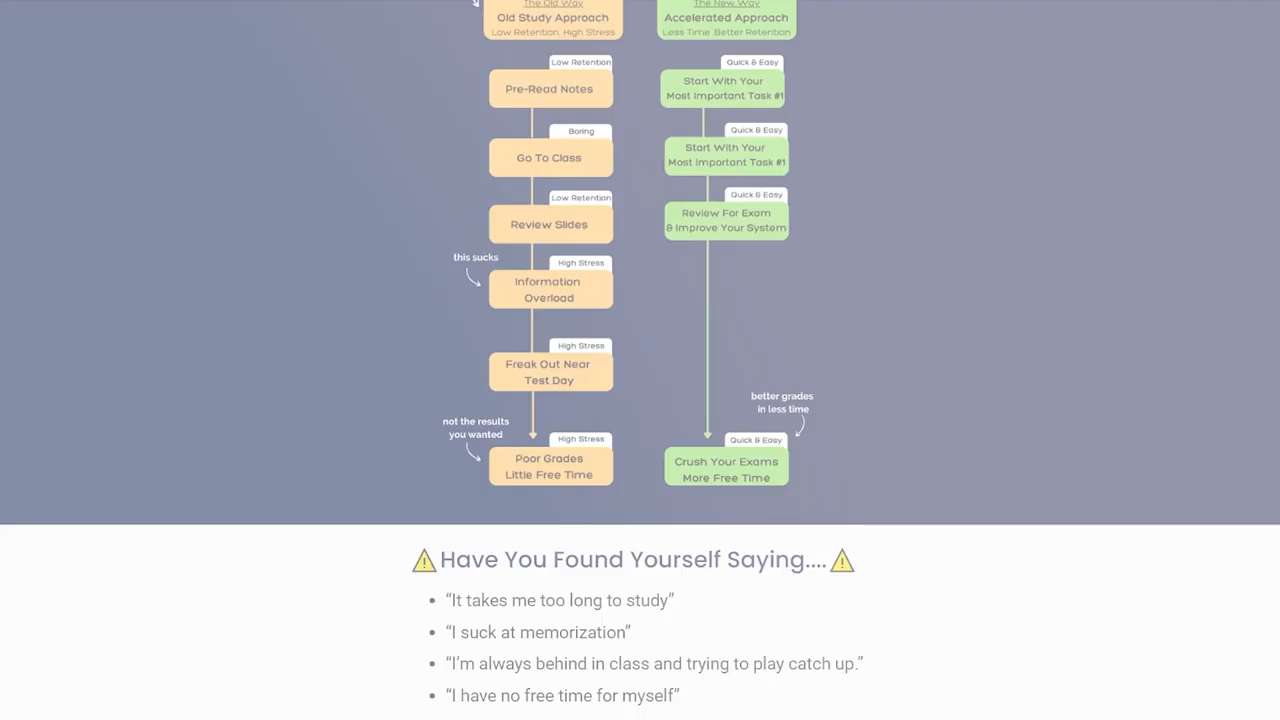 The Old Way
Old Study Approach
Low Retention, High Stress
Low Retention
Pre-Read Notes
Boring
Go To Class
Low Retention
Review Slides
this sucks
High Stress
Information
Overload
High Stress
Freak Out Near
Test Day
not the results
you wanted
High Stress
Poor Grades
Little Free Time
The New Way
Accelerated Approach
Less Time Better Retention
Quick & Easy
Start With Your
Most Important Task #1
Quick & Easy
Start With Your
Most Important Task #1
Quick & Easy
Review For Exam
& Improve Your System
better grades
in less time
Quick & Easy
Crush Your Exams
More Free Time
⚠️Have You Found Yourself Saying....⚠️
• “It takes me too long to study”
• “I suck at memorization”
• “I’m always behind in class and trying to play catch up.”
• “I have no free time for myself”